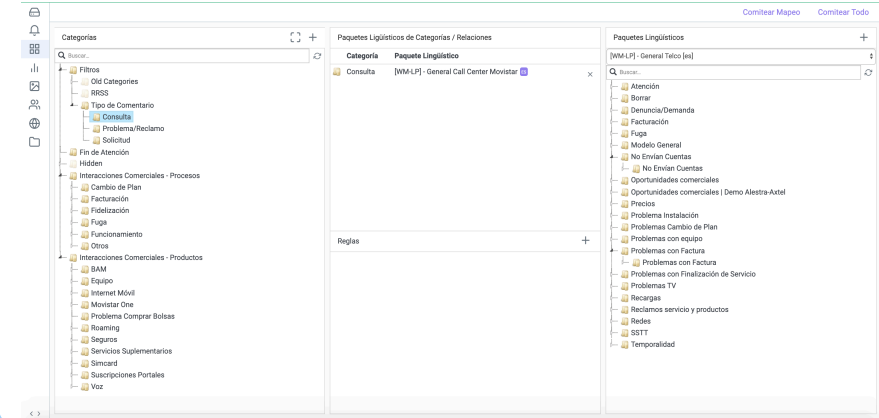 Comitear Mapeo
Comitear Todo
Categorías
Buscar...
Filtros
Old Categories
RRSS
Tipo de Comentario
Consulta
Problema/Reclamo
Solicitud
Fin de Atención
Hidden
Interacciones Comerciales - Procesos
Cambio de Plan
Facturación
Fidelización
Fuga
Funcionamiento
Otros
Interacciones Comerciales - Productos
BAM
Equipo
Internet Móvil
Movistar One
Problema Comprar Bolsas
Roaming
Seguros
Servicios Suplementarios
Simcard
Suscripciones Portales
Voz
Paquetes Ligüísticos de Categorías / Relaciones
Categoría Paquete Lingüístico
Consulta [WM-LP] - General Call Center Movistar es
Reglas
Paquetes Lingüísticos
[WM-LP] - General Telco [es]
Buscar...
Atención
Borrar
Denuncia/Demanda
Facturación
Fuga
Modelo General
No Envían Cuentas
No Envían Cuentas
Oportunidades comerciales
Oportunidades comerciales | Demo Alestra-Axtel
Precios
Problema Instalación
Problemas Cambio de Plan
Problemas con equipo
Problemas con Factura
Problemas con Factura
Problemas con Finalización de Servicio
Problemas TV
Recargas
Reclamos servicio y productos
Redes
SSTT
Temporalidad